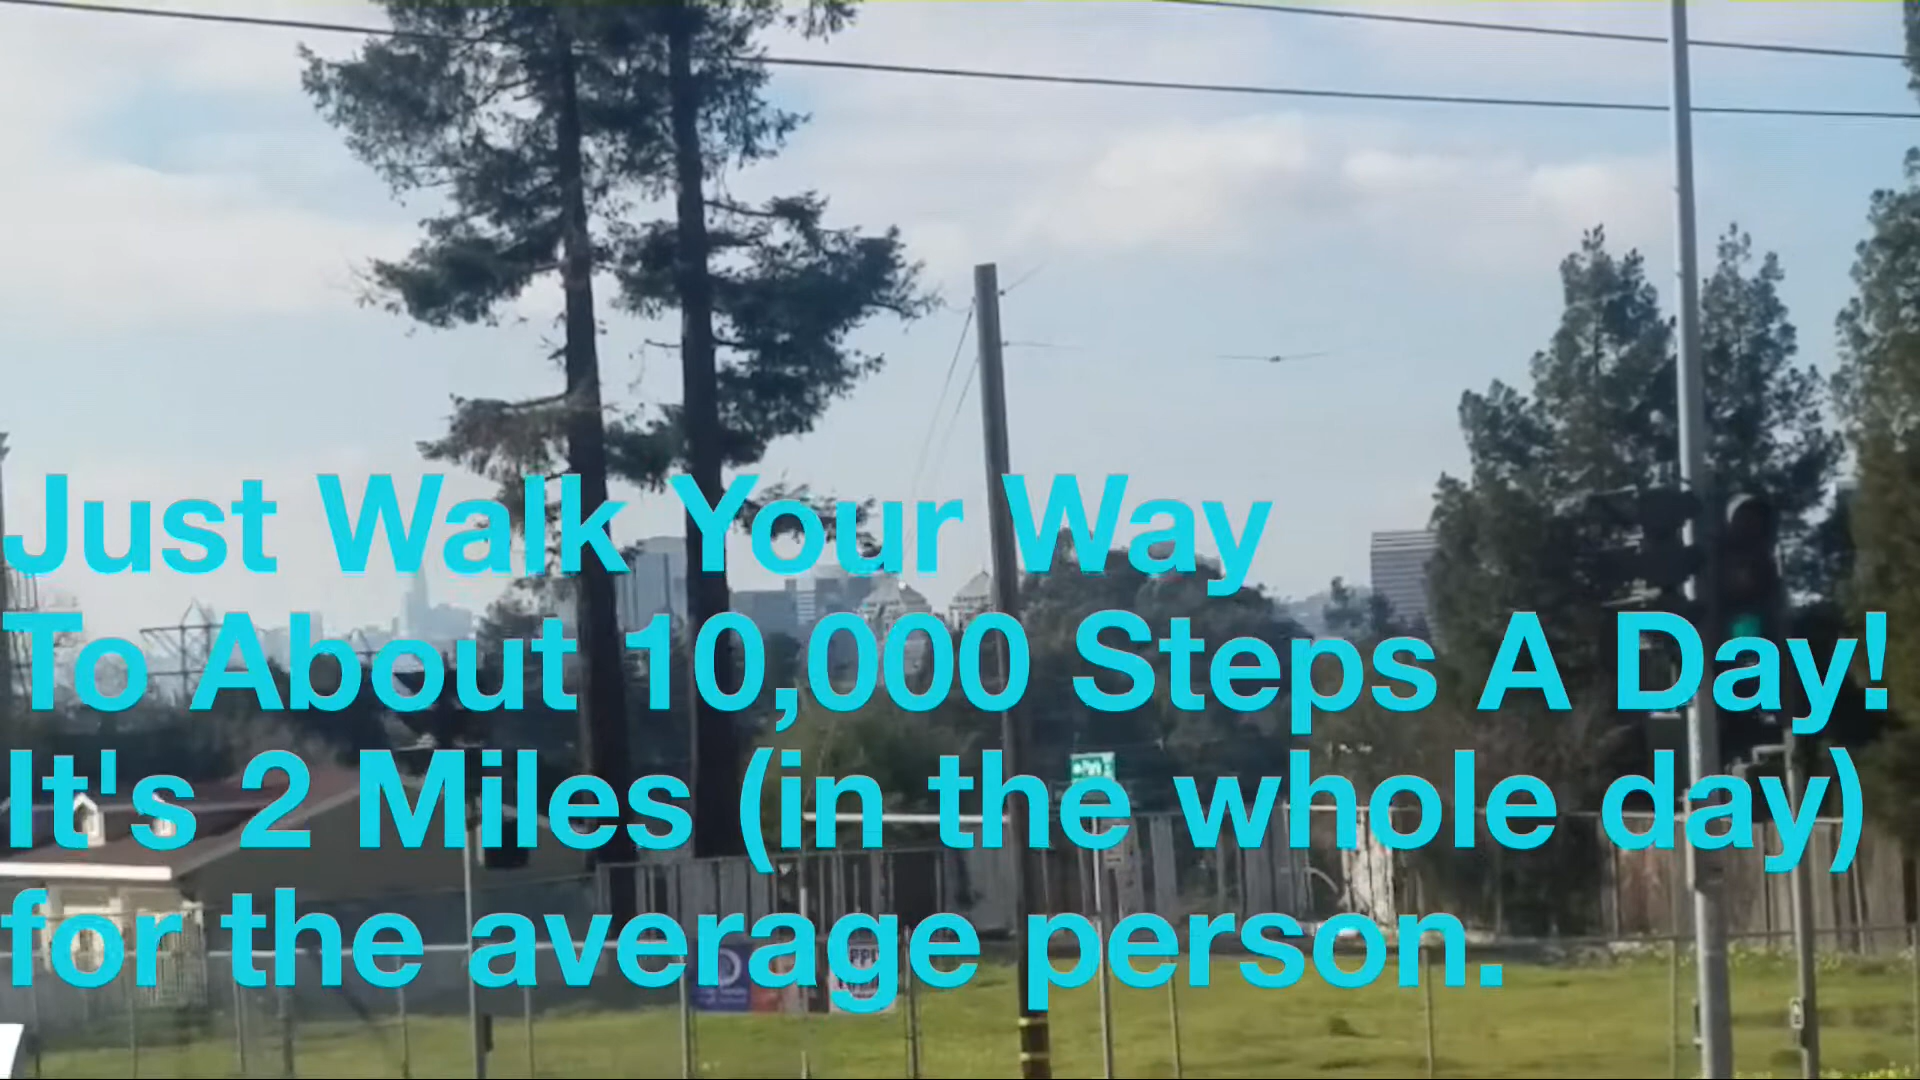 Just Walk Your Way
To About 10,000 Steps A Day!
It's 2 Miles (in the whole day)
for the average person.